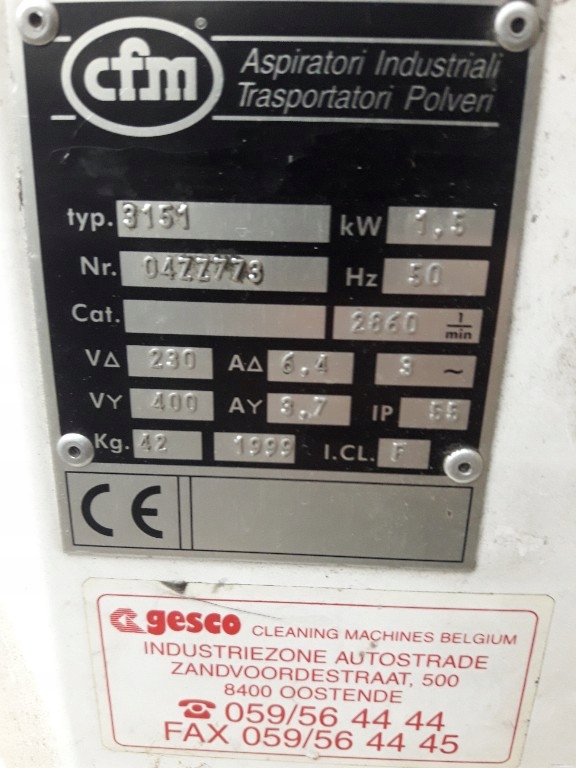 cfm ®
Aspiratori Industriali
Trasportatori Polveri
typ. 3151 kW 1,5
Nr. 04ZZ773 Hz 50
Cat. 2860 1/min
V∆ 230 A∆ 6,4 3 ~
VY 400 AY 3,7 IP 55
Kg. 42 1999 I.CL. F
CE
gesco CLEANING MACHINES BELGIUM
INDUSTRIEZONE AUTOSTRADE
ZANDVOORDESTRAAT, 500
8400 OOSTENDE
☎ 059/56 44 44
FAX 059/56 44 45